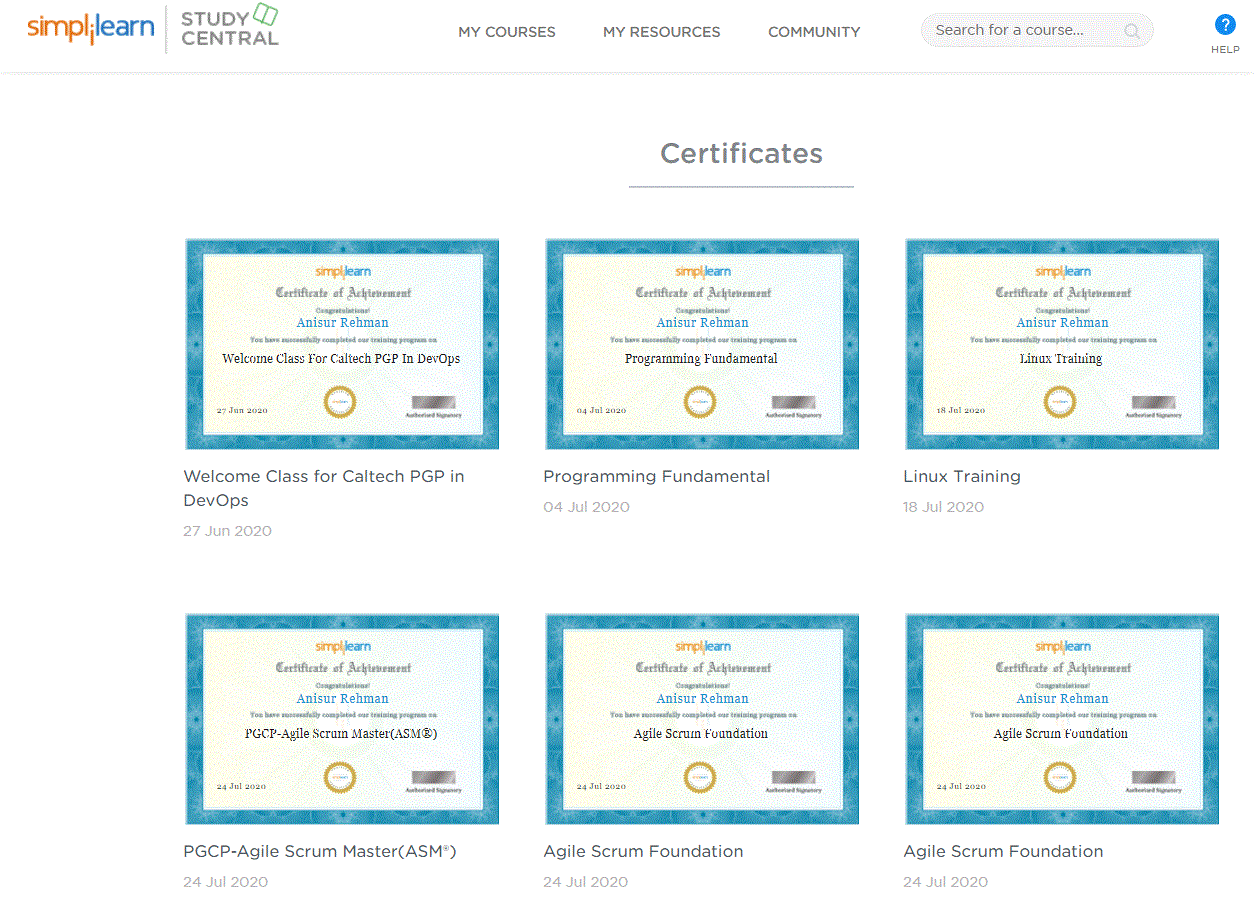 simplilearn STUDY CENTRAL MY COURSES MY RESOURCES COMMUNITY Search for a course... ? HELP
Certificates
simplilearn
Certificate of Achievement
Congratulations!
Anisur Rehman
You have successfully completed our training program on
Welcome Class For Caltech PGP In DevOps
27 Jun 2020
Authorised Signatory
simplilearn
Certificate of Achievement
Congratulations!
Anisur Rehman
You have successfully completed our training program on
Programming Fundamental
04 Jul 2020
Authorised Signatory
simplilearn
Certificate of Achievement
Congratulations!
Anisur Rehman
You have successfully completed our training program on
Linux Training
18 Jul 2020
Authorised Signatory
Welcome Class for Caltech PGP in
DevOps
27 Jun 2020
Programming Fundamental
04 Jul 2020
Linux Training
18 Jul 2020
simplilearn
Certificate of Achievement
Congratulations!
Anisur Rehman
You have successfully completed our training program on
PGCP-Agile Scrum Master(ASM®)
24 Jul 2020
Authorised Signatory
simplilearn
Certificate of Achievement
Congratulations!
Anisur Rehman
You have successfully completed our training program on
Agile Scrum Foundation
24 Jul 2020
Authorised Signatory
simplilearn
Certificate of Achievement
Congratulations!
Anisur Rehman
You have successfully completed our training program on
Agile Scrum Foundation
24 Jul 2020
Authorised Signatory
PGCP-Agile Scrum Master(ASM®)
24 Jul 2020
Agile Scrum Foundation
24 Jul 2020
Agile Scrum Foundation
24 Jul 2020